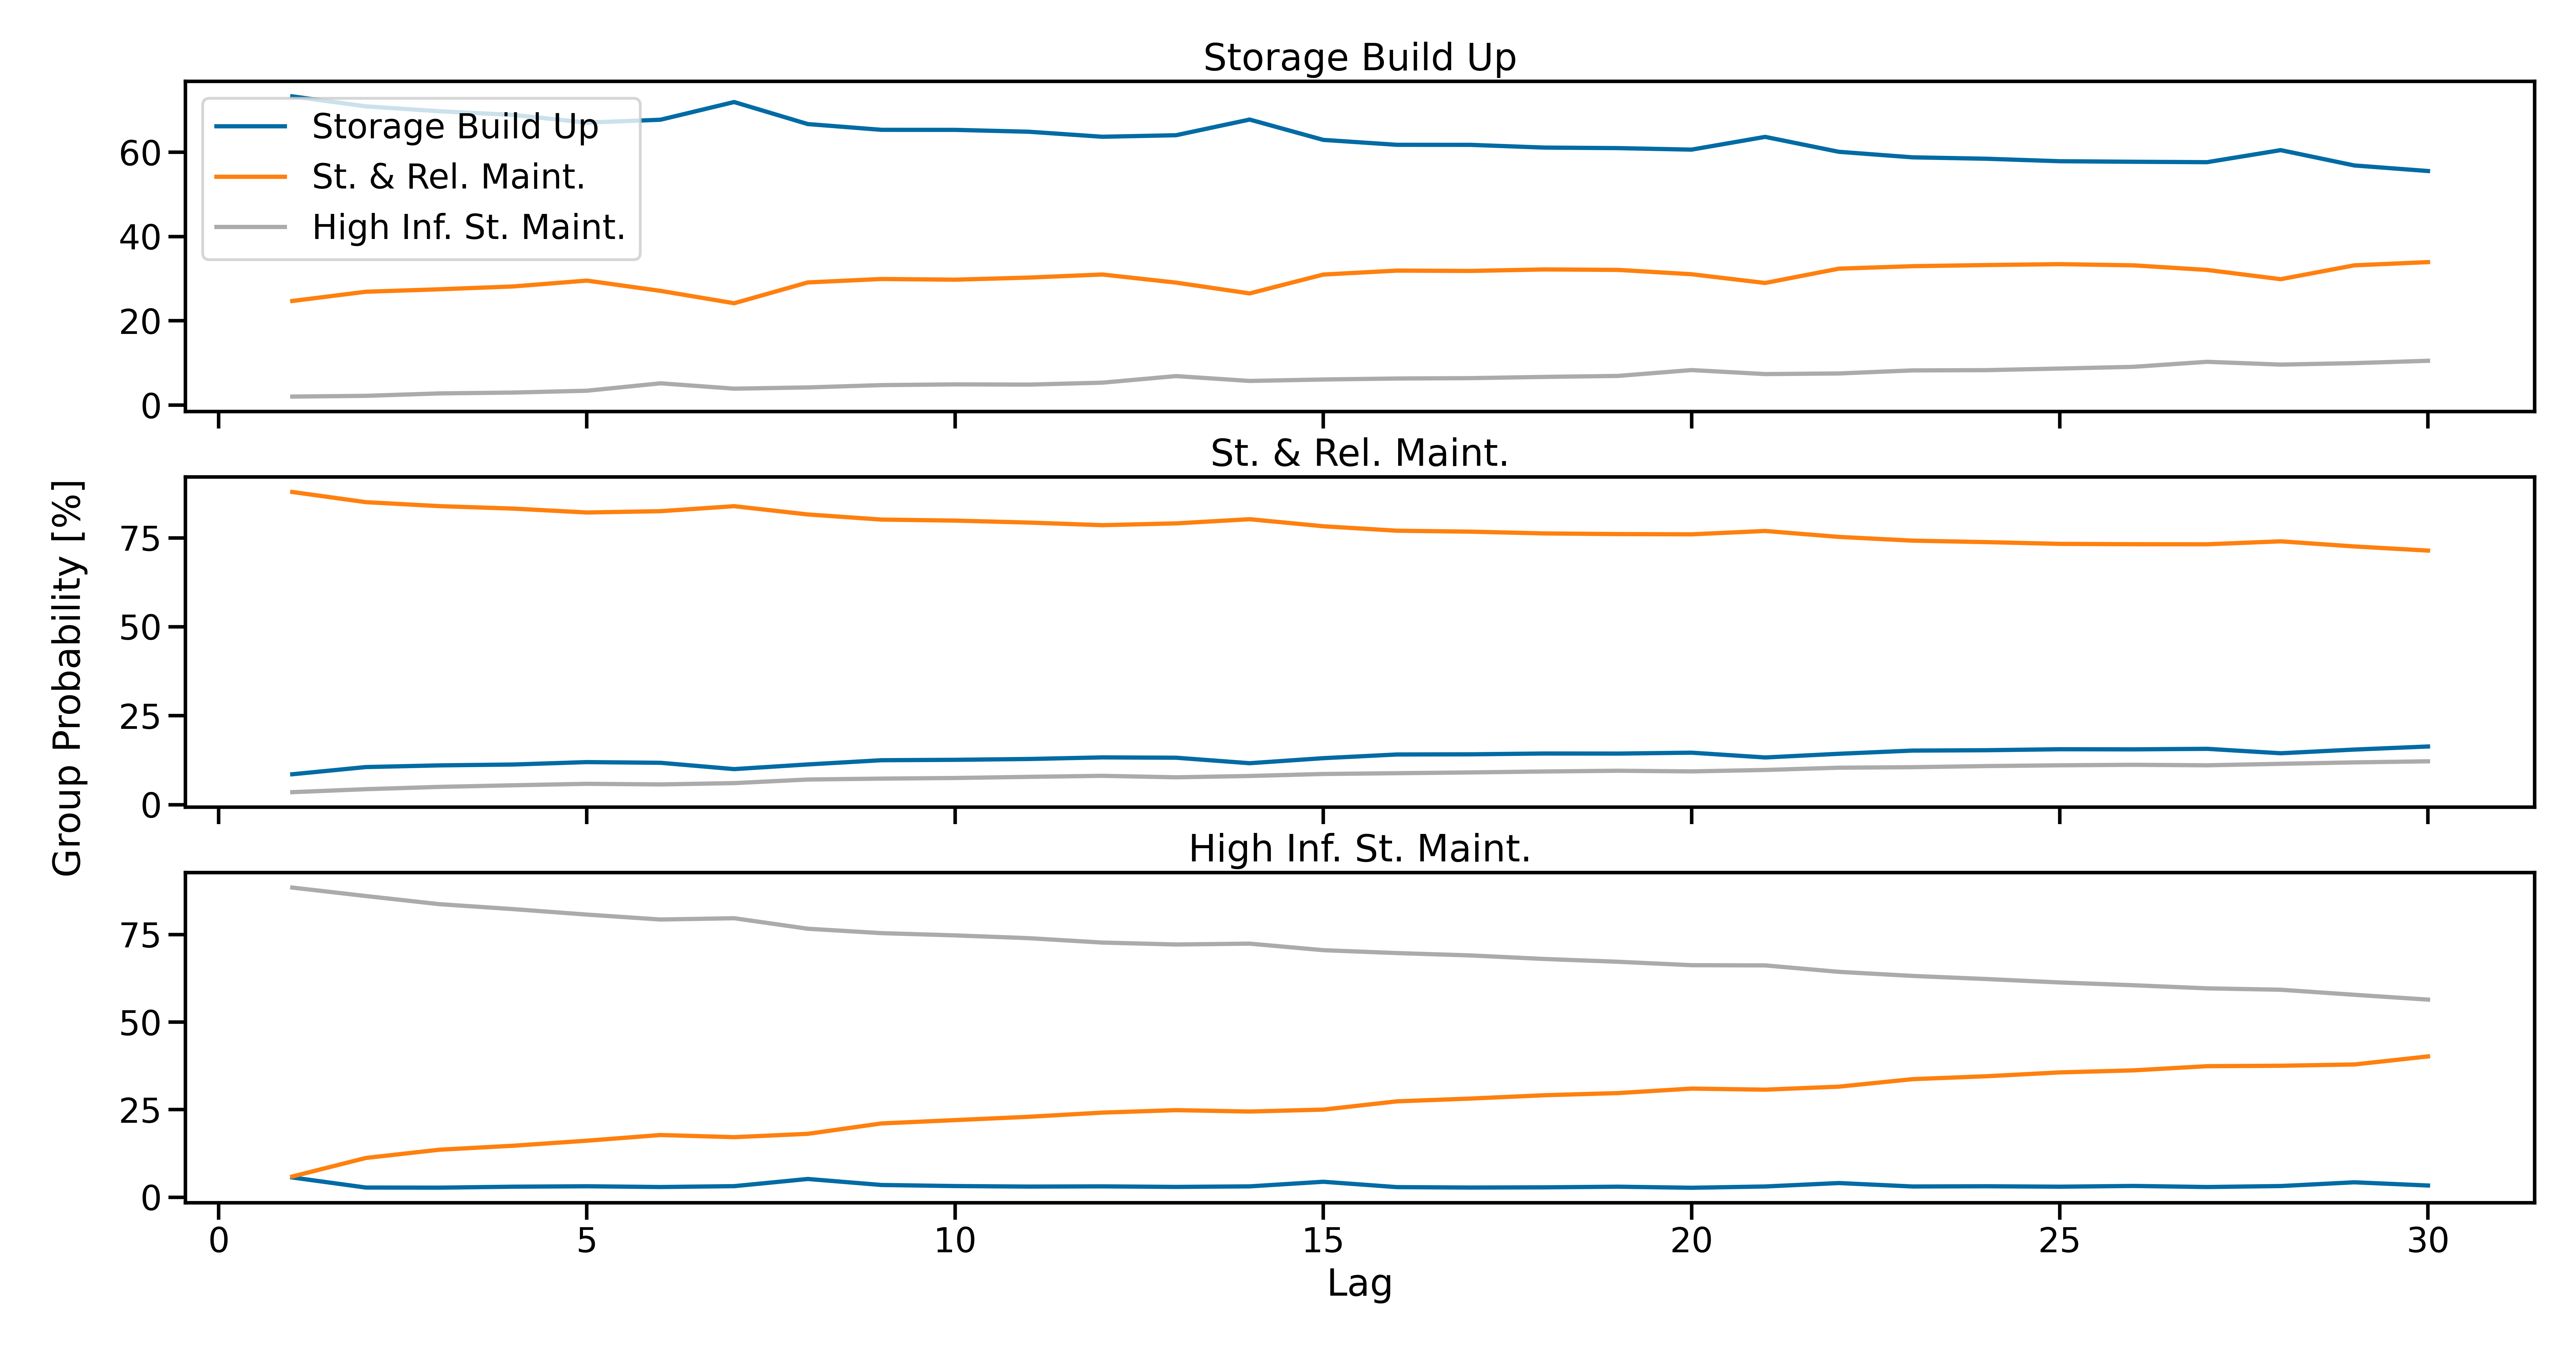 Storage Build Up
Storage Build Up
St. & Rel. Maint.
High Inf. St. Maint.
60
40
20
0
St. & Rel. Maint.
Group Probability [%]
75
50
25
0
High Inf. St. Maint.
75
50
25
0
0 5 10 15 20 25 30
Lag